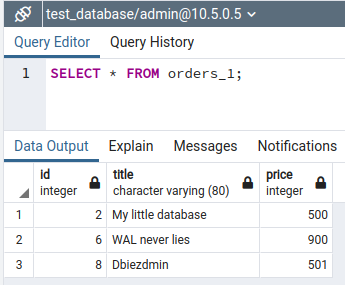 test_database/admin@10.5.0.5
Query Editor Query History
1 SELECT * FROM orders_1;
Data Output Explain Messages Notifications
id title price
integer character varying (80) integer
1 2 My little database 500
2 6 WAL never lies 900
3 8 Dbiezdmin 501